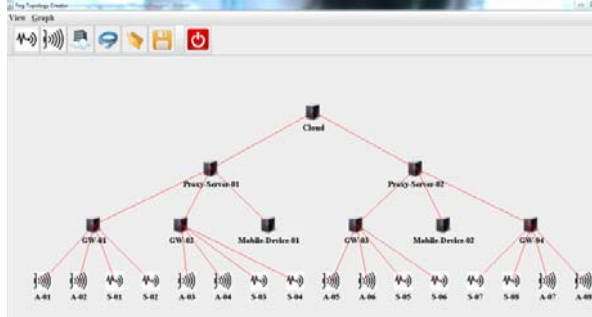 Fog Topology Creator
View Graph
Cloud
Proxy-Server-01 Proxy-Server-02
GW-01 GW-02 Mobile-Device-01 GW-03 Mobile-Device-02 GW-04
A-01 A-02 S-01 S-02 A-03 A-04 S-03 S-04 A-05 A-06 S-05 S-06 S-07 S-08 A-07 A-08